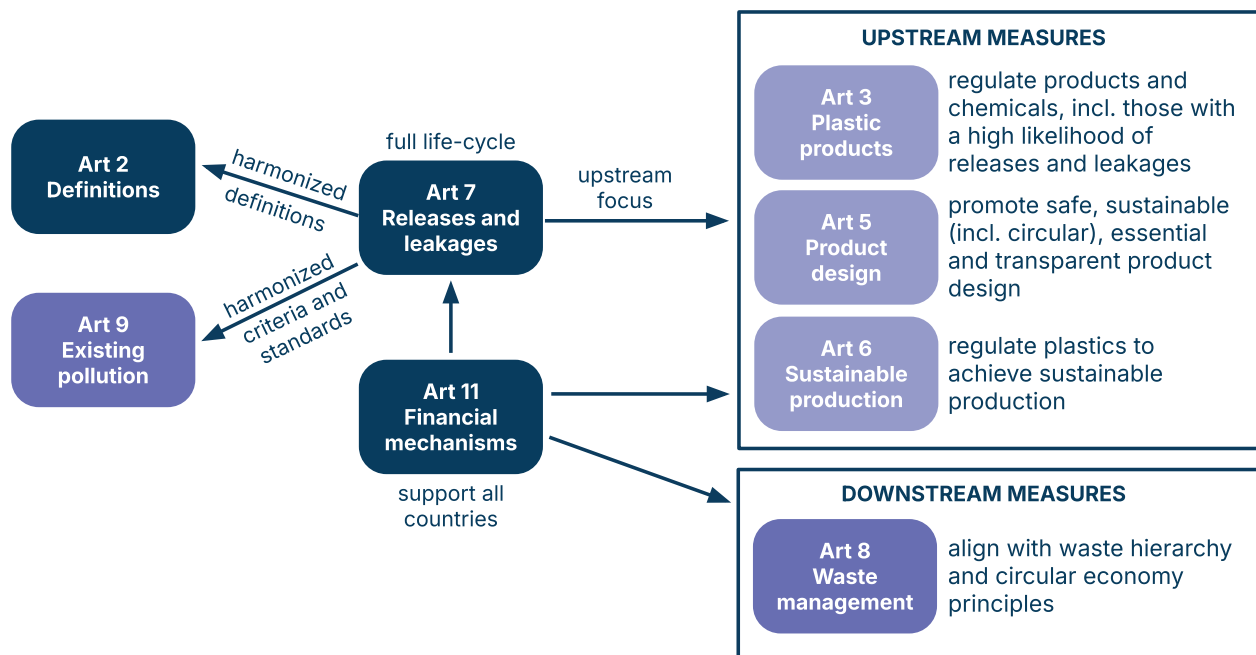 UPSTREAM MEASURES
Art 3
Plastic
products
regulate products and
chemicals, incl. those with
a high likelihood of
releases and leakages
Art 2
Definitions
harmonized
definitions
full life-cycle
Art 7
Releases and
leakages
upstream
focus
Art 5
Product
design
promote safe, sustainable
(incl. circular), essential
and transparent product
design
Art 9
Existing
pollution
harmonized
criteria and
standards
Art 11
Financial
mechanisms
support all
countries
Art 6
Sustainable
production
regulate plastics to
achieve sustainable
production
DOWNSTREAM MEASURES
Art 8
Waste
management
align with waste hierarchy
and circular economy
principles